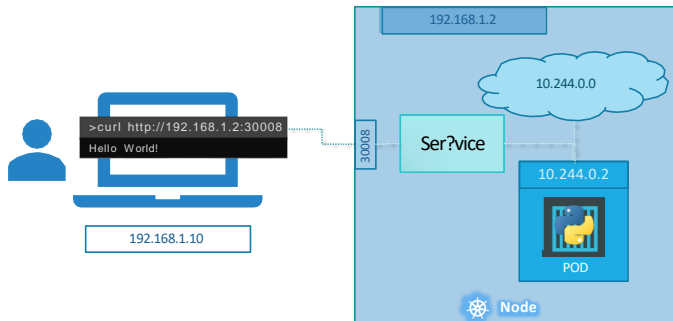 192.168.1.2
10.244.0.0
>curl http://192.168.1.2:30008
Hello World!
30008
Ser?vice
10.244.0.2
POD
192.168.1.10
Node